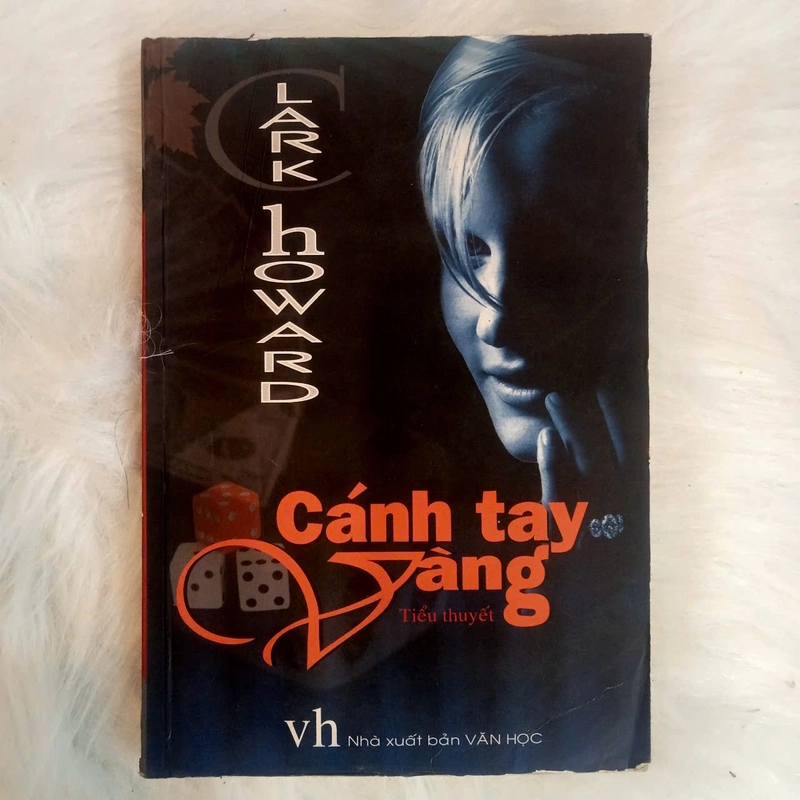 CLARK
hOWARD
Cánh tay
Vàng
Tiểu thuyết
vh Nhà xuất bản VĂN HỌC